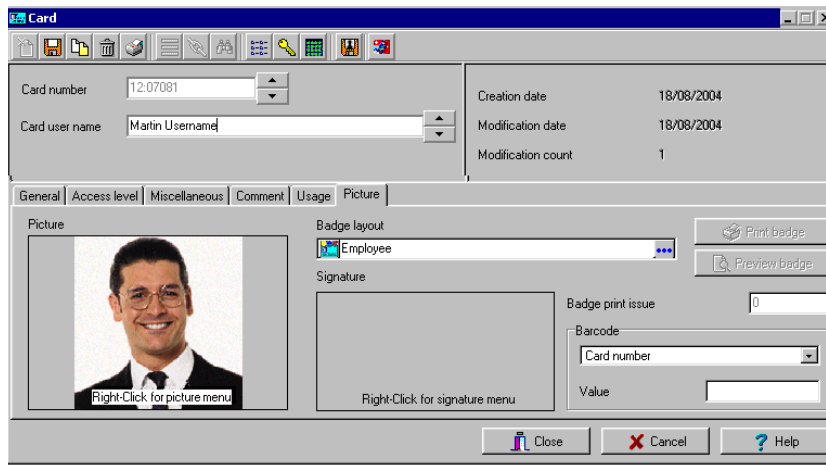 Card
Card number
12:07081
Card user name
Martin Username
Creation date 18/08/2004
Modification date 18/08/2004
Modification count 1
General Access level Miscellaneous Comment Usage Picture
Picture
Right-Click for picture menu
Badge layout
Employee
Signature
Right-Click for signature menu
Print badge
Preview badge
Badge print issue 0
Barcode
Card number
Value
Close Cancel Help